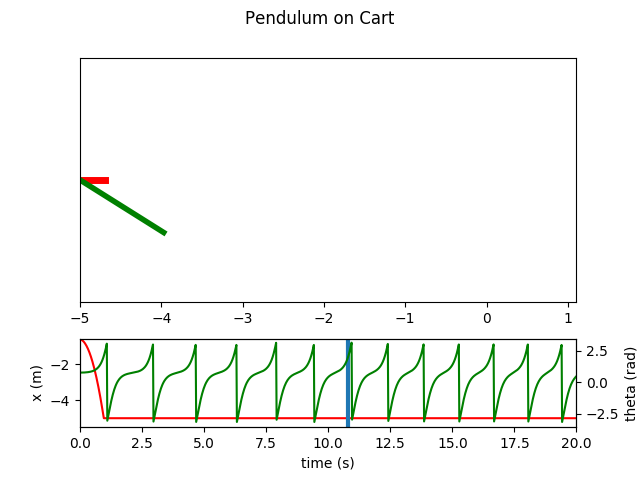 Pendulum on Cart
−5 −4 −3 −2 −1 0 1
x (m)
−2
−4
2.5
0.0
−2.5
theta (rad)
0.0 2.5 5.0 7.5 10.0 12.5 15.0 17.5 20.0
time (s)